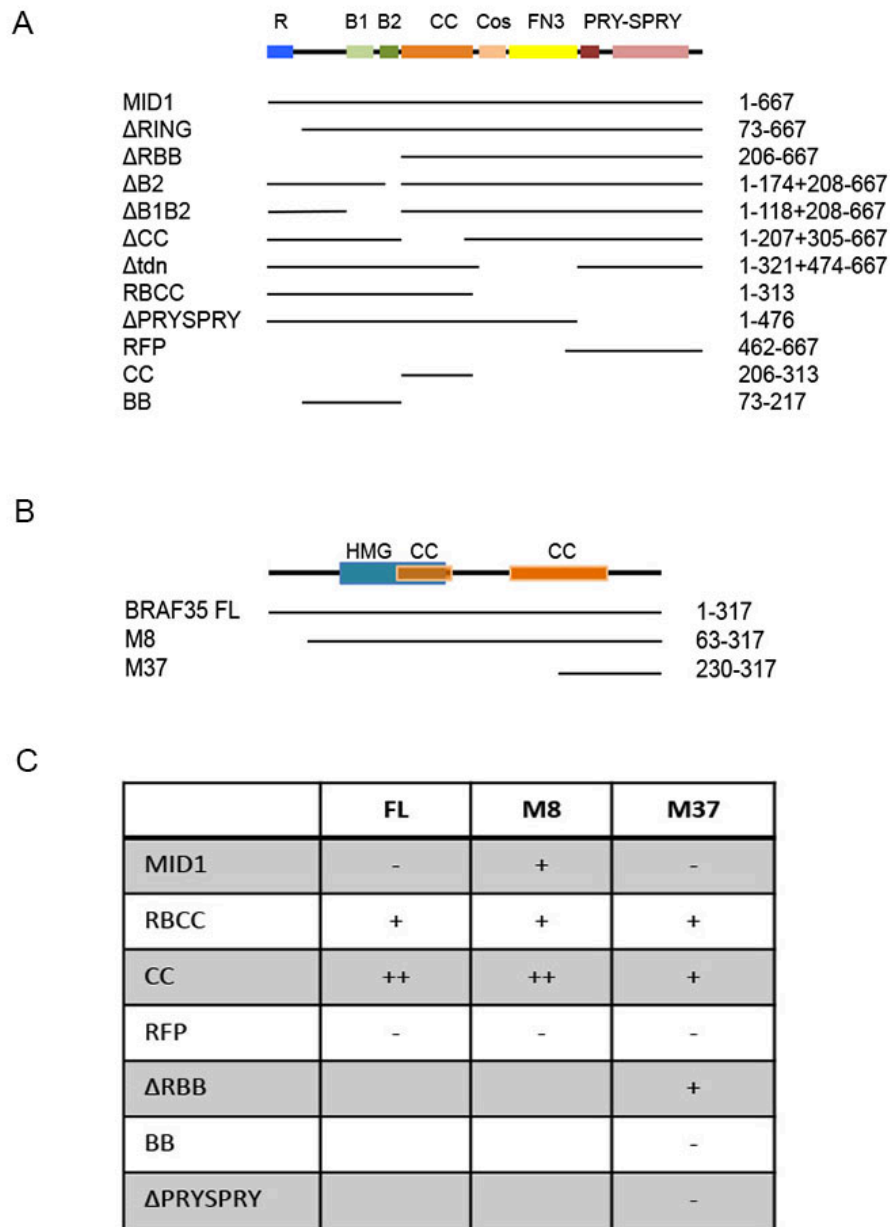 A
R B1 B2 CC Cos FN3 PRY-SPRY
MID1 1-667
ΔRING 73-667
ΔRBB 206-667
ΔB2 1-174+208-667
ΔB1B2 1-118+208-667
ΔCC 1-207+305-667
Δtdn 1-321+474-667
RBCC 1-313
ΔPRYSPRY 1-476
RFP 462-667
CC 206-313
BB 73-217
B
HMG CC CC
BRAF35 FL 1-317
M8 63-317
M37 230-317
C
FL M8 M37
MID1 - + -
RBCC + + +
CC ++ ++ +
RFP - - -
ΔRBB +
BB -
ΔPRYSPRY -